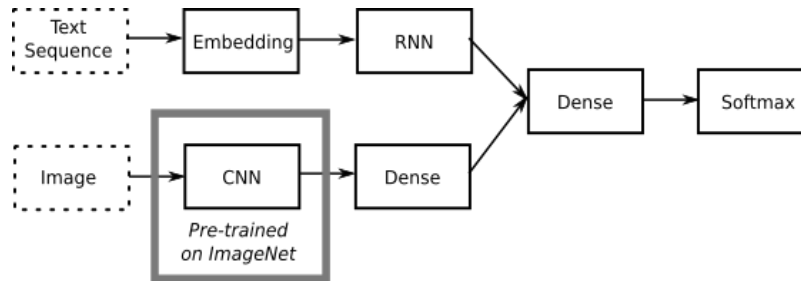 Text
Sequence
Embedding
RNN
Dense
Softmax
Image
CNN
Dense
Pre-trained
on ImageNet